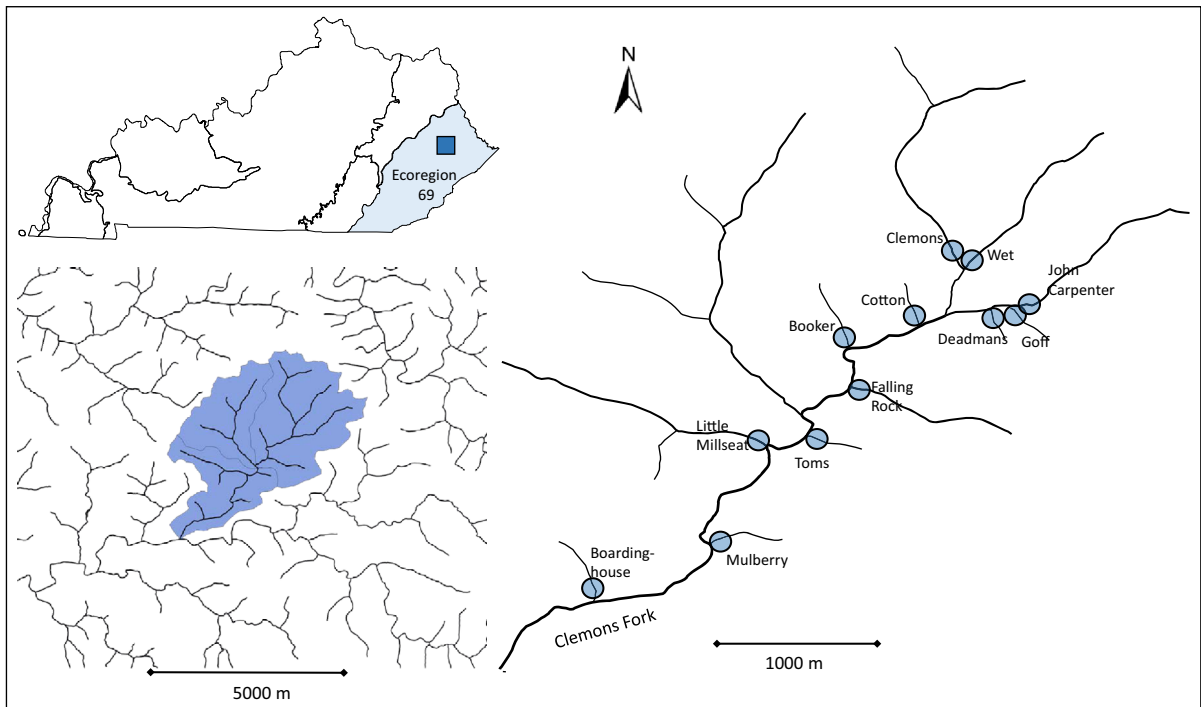 Ecoregion
69
5000 m
N
Clemons
Wet
John
Carpenter
Cotton
Booker
Deadmans
Goff
Falling
Rock
Little
Millseat
Toms
Boarding-
house
Mulberry
Clemons Fork
1000 m